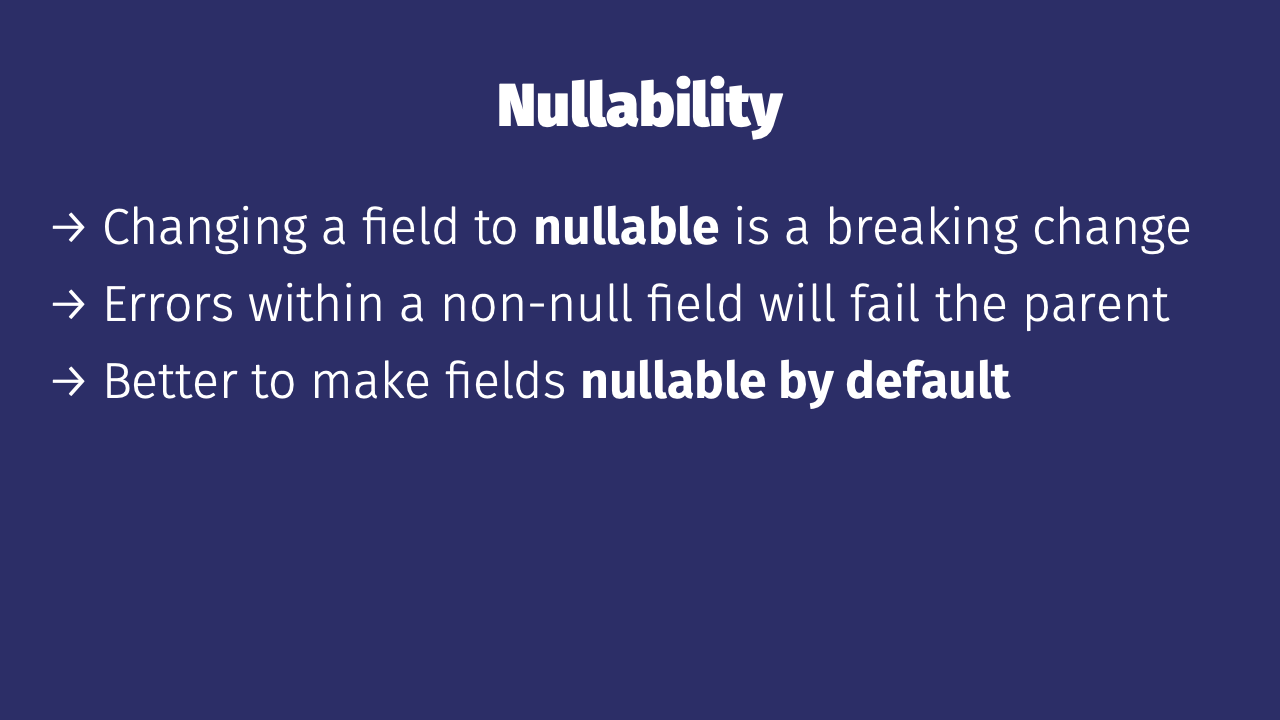 Nullability
→ Changing a field to nullable is a breaking change
→ Errors within a non-null field will fail the parent
→ Better to make fields nullable by default